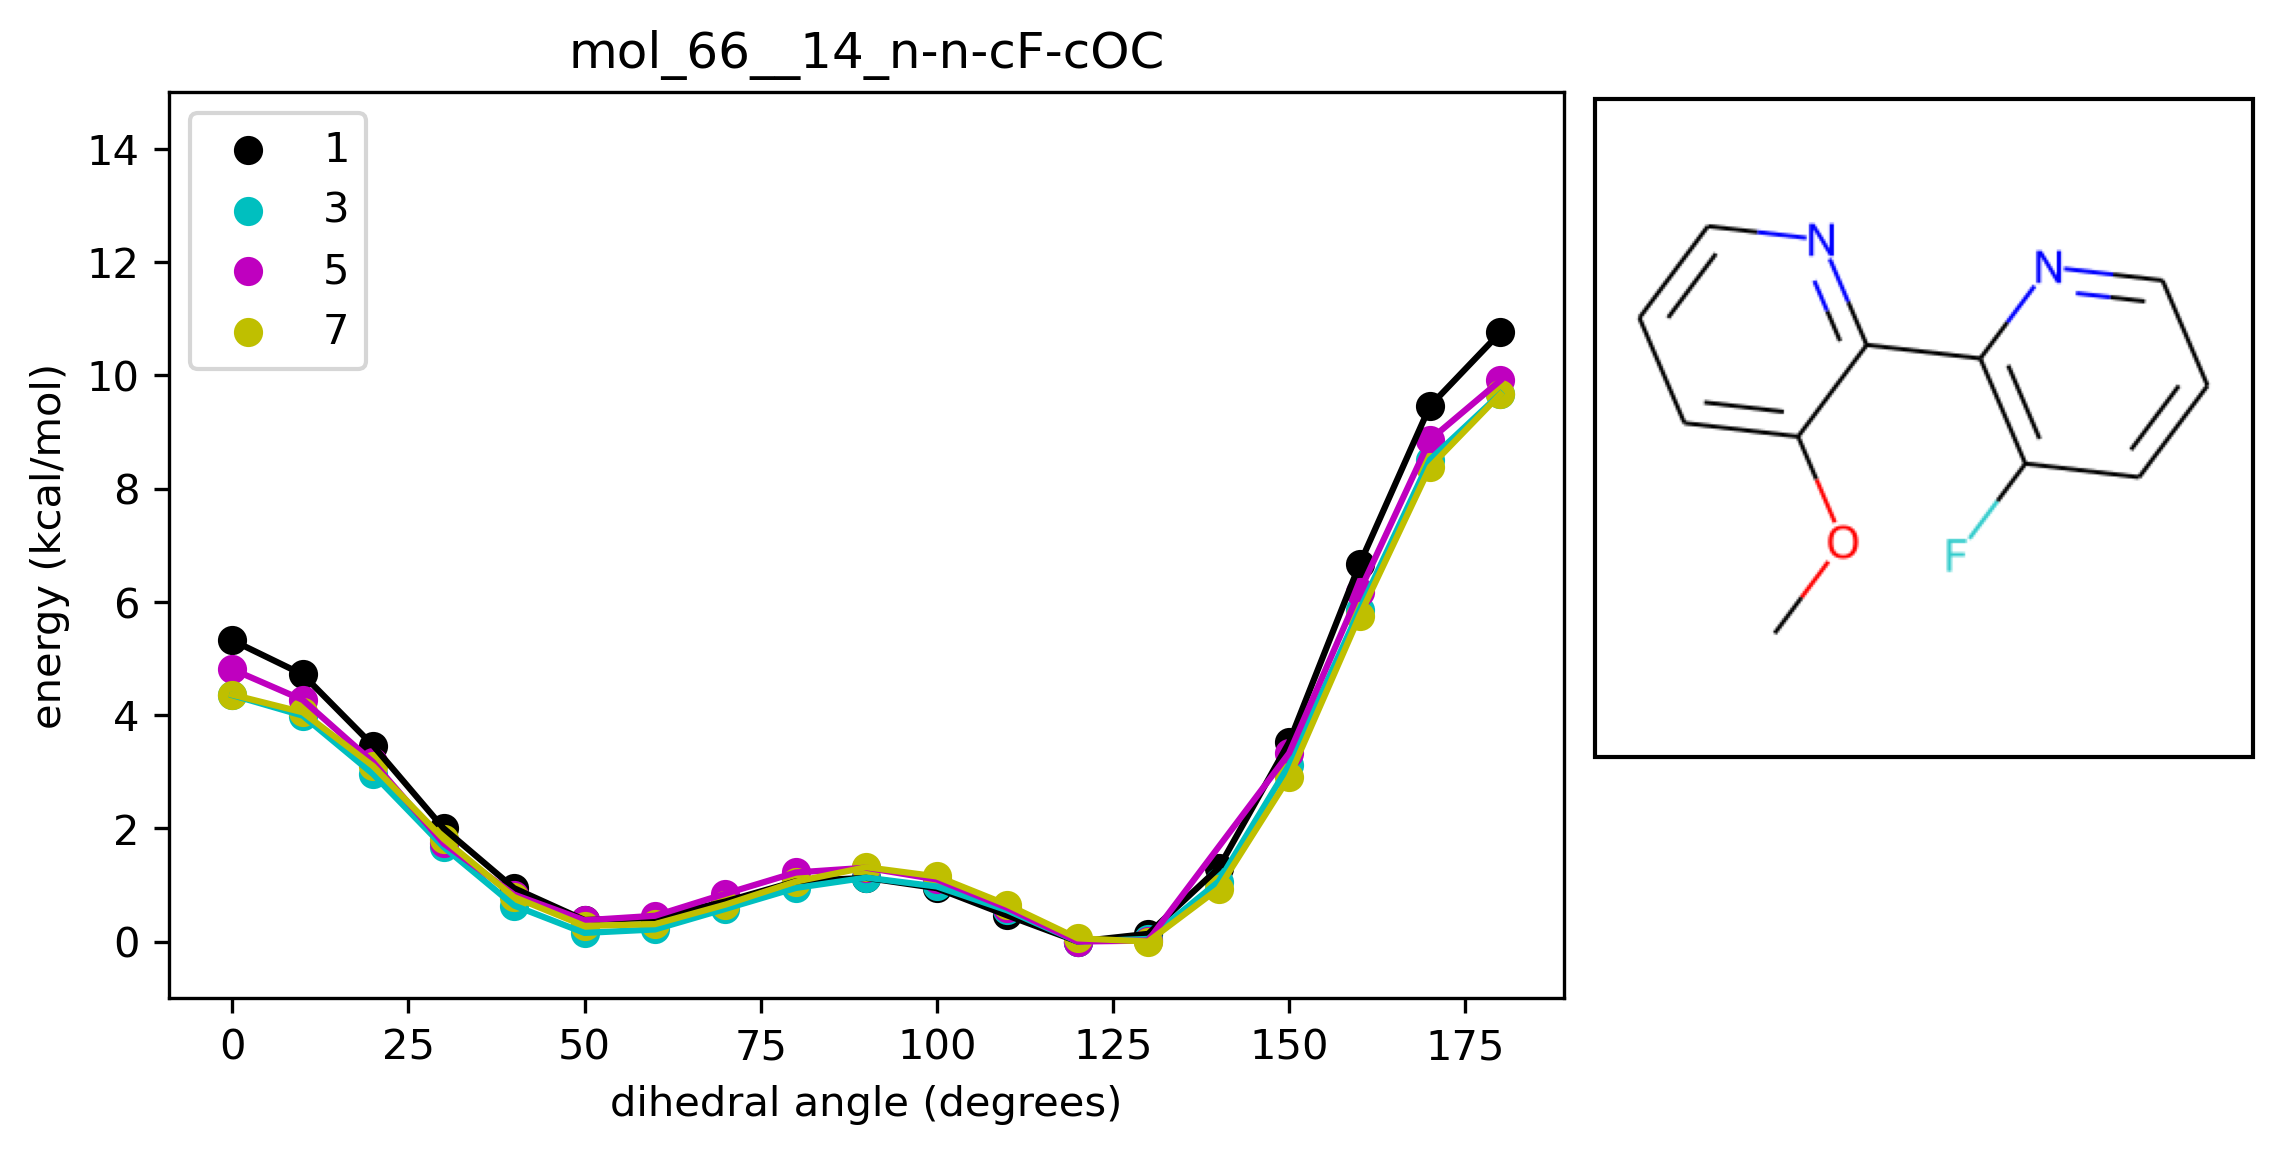 mol_66__14_n-n-cF-cOC
1
3
5
7
energy (kcal/mol)
14
12
10
8
6
4
2
0
0 25 50 75 100 125 150 175
dihedral angle (degrees)
N
N
O
F